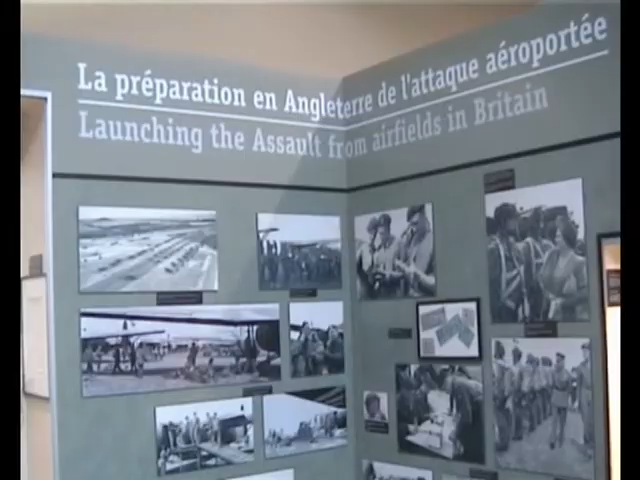 La préparation en Angleterre de l'attaque aéroportée
Launching the Assault from airfields in Britain